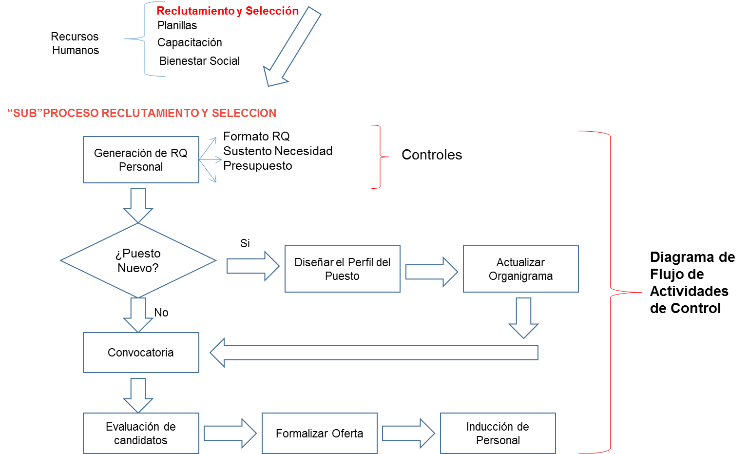 Reclutamiento y Selección
Planillas
Recursos
Humanos
Capacitación
Bienestar Social
“SUB”PROCESO RECLUTAMIENTO Y SELECCION
Generación de RQ
Personal
Formato RQ
Sustento Necesidad
Presupuesto
Controles
¿Puesto
Nuevo?
Si
Diseñar el Perfil del
Puesto
Actualizar
Organigrama
Diagrama de
Flujo de
Actividades
de Control
No
Convocatoria
Evaluación de
candidatos
Formalizar Oferta
Inducción de
Personal